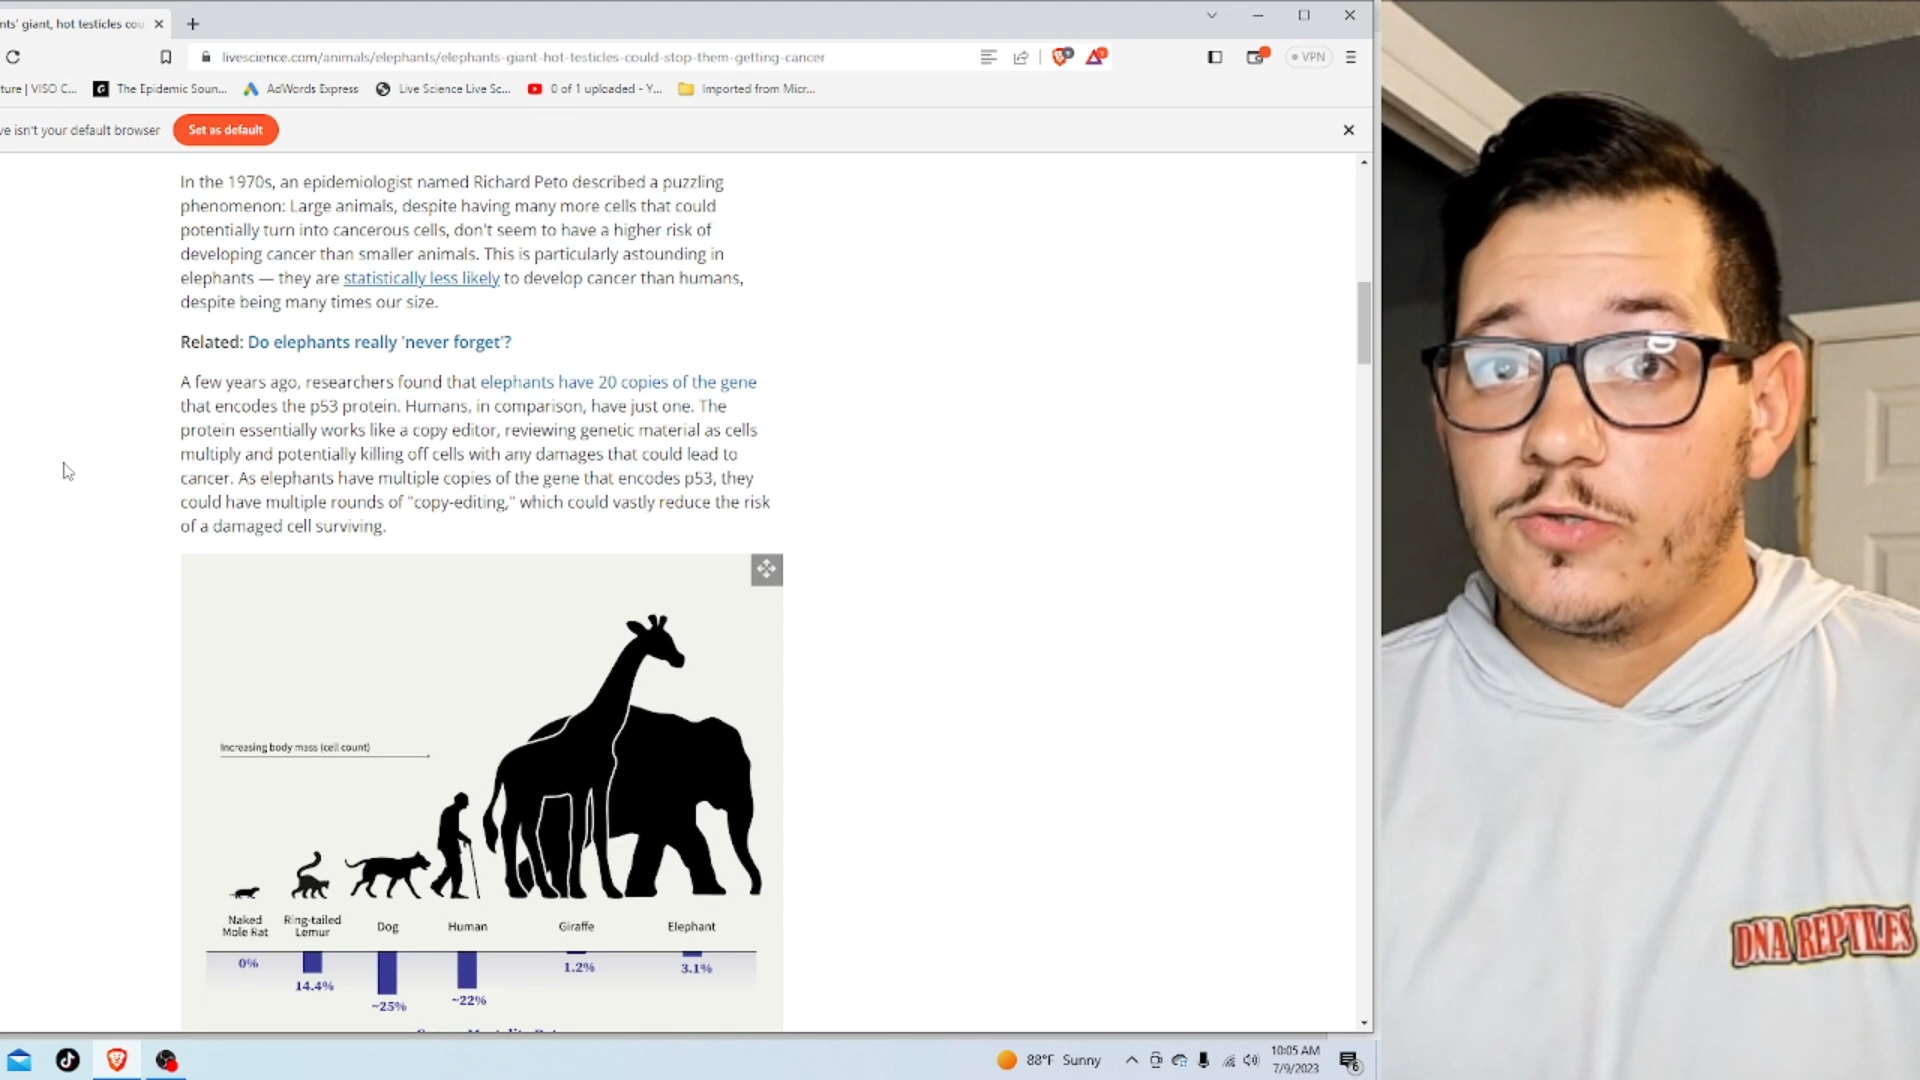 nts' giant, hot testicles cou
livescience.com/animals/elephants/elephants-giant-hot-testicles-could-stop-them-getting-cancer
VPN
ture | VISO C...
The Epidemic Soun...
AdWords Express
Live Science Live Sc...
0 of 1 uploaded - Y...
Imported from Micr...
ve isn't your default browser
Set as default
In the 1970s, an epidemiologist named Richard Peto described a puzzling
phenomenon: Large animals, despite having many more cells that could
potentially turn into cancerous cells, don't seem to have a higher risk of
developing cancer than smaller animals. This is particularly astounding in
elephants — they are statistically less likely to develop cancer than humans,
despite being many times our size.
Related: Do elephants really 'never forget'?
A few years ago, researchers found that elephants have 20 copies of the gene
that encodes the p53 protein. Humans, in comparison, have just one. The
protein essentially works like a copy editor, reviewing genetic material as cells
multiply and potentially killing off cells with any damages that could lead to
cancer. As elephants have multiple copies of the gene that encodes p53, they
could have multiple rounds of "copy-editing," which could vastly reduce the risk
of a damaged cell surviving.
Increasing body mass (cell count)
Naked
Mole Rat
Ring-tailed
Lemur
Dog
Human
Giraffe
Elephant
0%
14.4%
~25%
~22%
1.2%
3.1%
88°F Sunny
10:05 AM
7/9/2023
6
DNA REPTILES